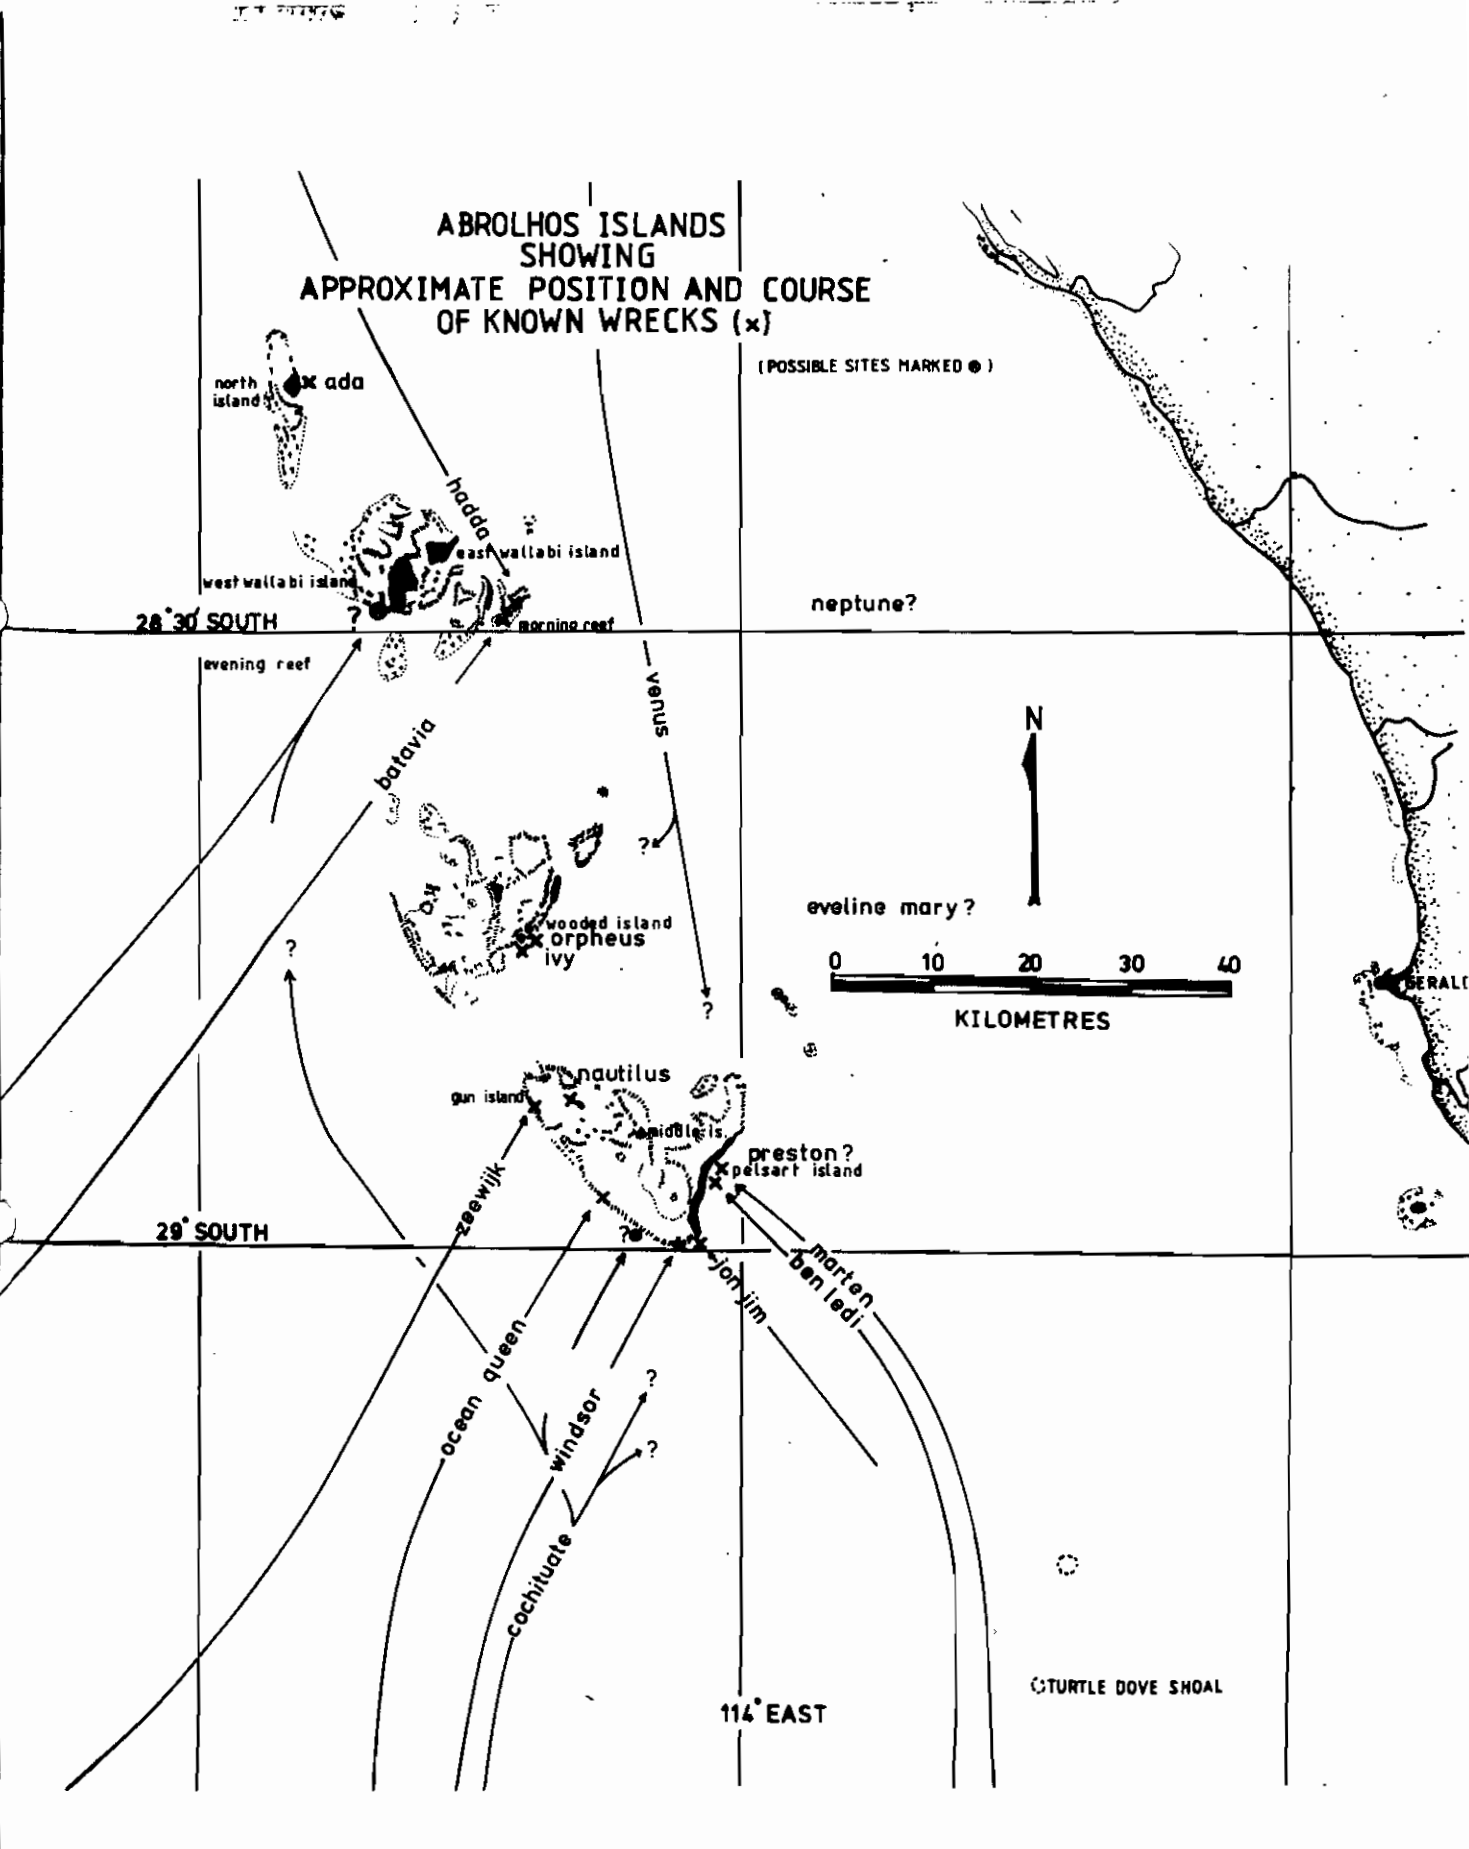 ABROLHOS ISLANDS
SHOWING
APPROXIMATE POSITION AND COURSE
OF KNOWN WRECKS (x)
(POSSIBLE SITES MARKED ● )
north
island
ada
hadda
east wallabi island
west wallabi island
?
neptune?
28°30' SOUTH
morning reef
evening reef
venus
N
batavia
?
eveline mary?
wooded island
orpheus
ivy
?
0 10 20 30 40
KILOMETRES
GERALD
?
nautilus
gun island
middle is.
preston?
pelsart island
zeewijk
29° SOUTH
?
jon jim
marten
ben ledi
ocean queen
windsor
?
?
cochituate
TURTLE DOVE SHOAL
114° EAST